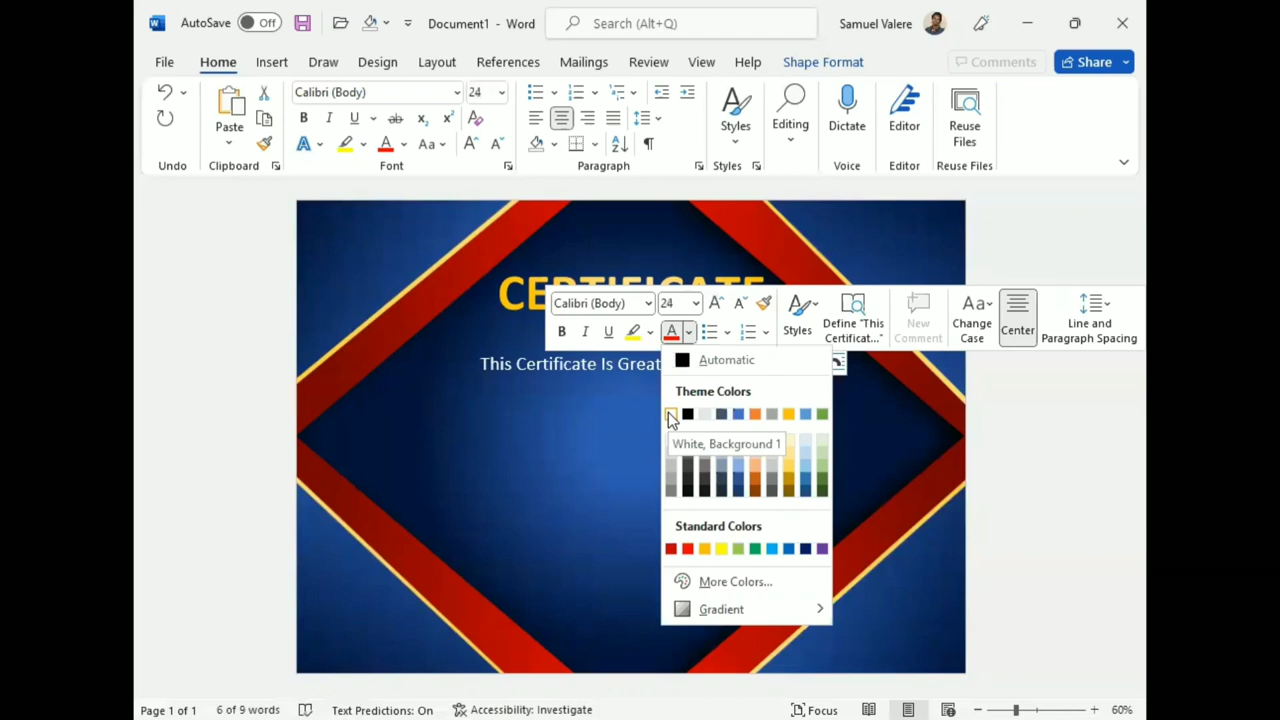 AutoSave Off Document1 - Word Search (Alt+Q) Samuel Valere
File Home Insert Draw Design Layout References Mailings Review View Help Shape Format Comments Share
Calibri (Body) 24
Paste
Styles Editing Dictate Editor Reuse Files
Undo Clipboard Font Paragraph Styles Voice Editor Reuse Files
CERTIFICATE
Calibri (Body) 24
Styles Define "This Certificat..." New Comment Change Case Center Line and Paragraph Spacing
This Certificate Is Great
Automatic
Theme Colors
White, Background 1
Standard Colors
More Colors...
Gradient
Page 1 of 1 6 of 9 words Text Predictions: On Accessibility: Investigate Focus 60%